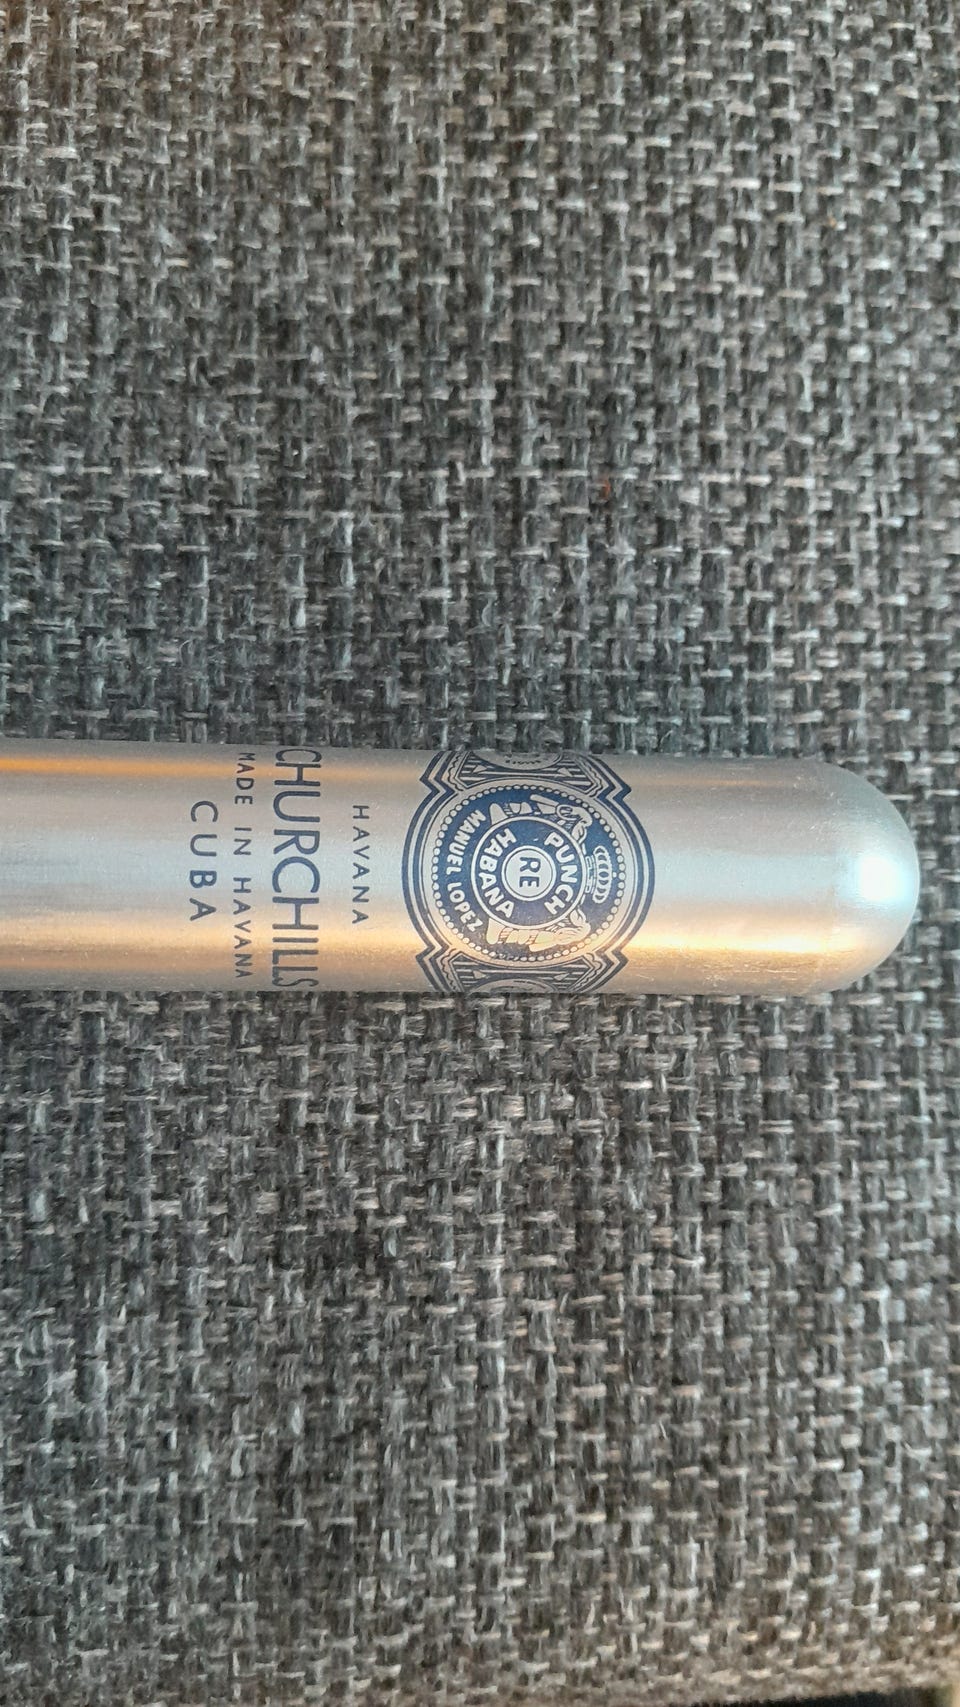 PUNCH
RE
HABANA
MANUEL LOPEZ
HAVANA
CHURCHILLS
MADE IN HAVANA
CUBA